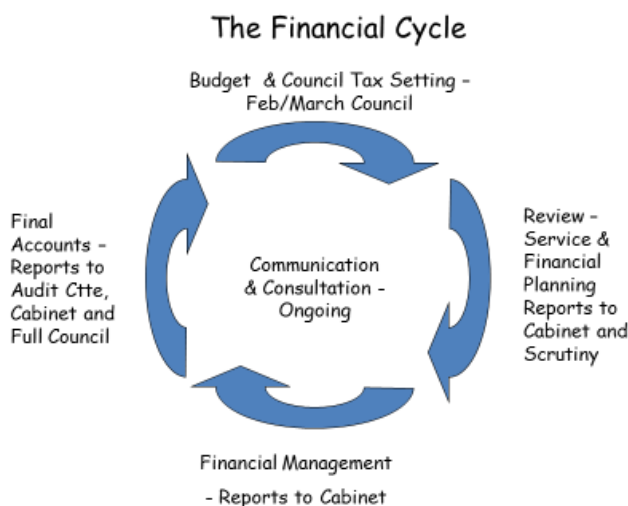 The Financial Cycle
Budget & Council Tax Setting –
Feb/March Council
Final
Accounts –
Reports to
Audit Ctte,
Cabinet and
Full Council
Communication
& Consultation -
Ongoing
Review –
Service &
Financial
Planning
Reports to
Cabinet and
Scrutiny
Financial Management
- Reports to Cabinet